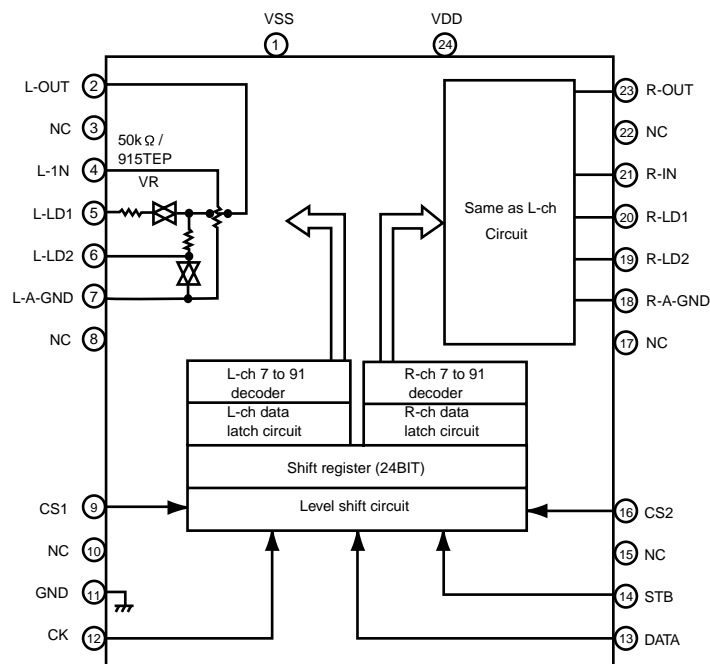 VSS
VDD
1
24
L-OUT 2
23 R-OUT
NC 3
22 NC
50k Ω /
915TEP
VR
L-1N 4
21 R-IN
L-LD1 5
20 R-LD1
Same as L-ch
Circuit
L-LD2 6
19 R-LD2
L-A-GND 7
18 R-A-GND
NC 8
17 NC
L-ch 7 to 91
decoder
R-ch 7 to 91
decoder
L-ch data
latch circuit
R-ch data
latch circuit
Shift register (24BIT)
Level shift circuit
CS1 9
16 CS2
NC 10
15 NC
GND 11
14 STB
CK 12
13 DATA